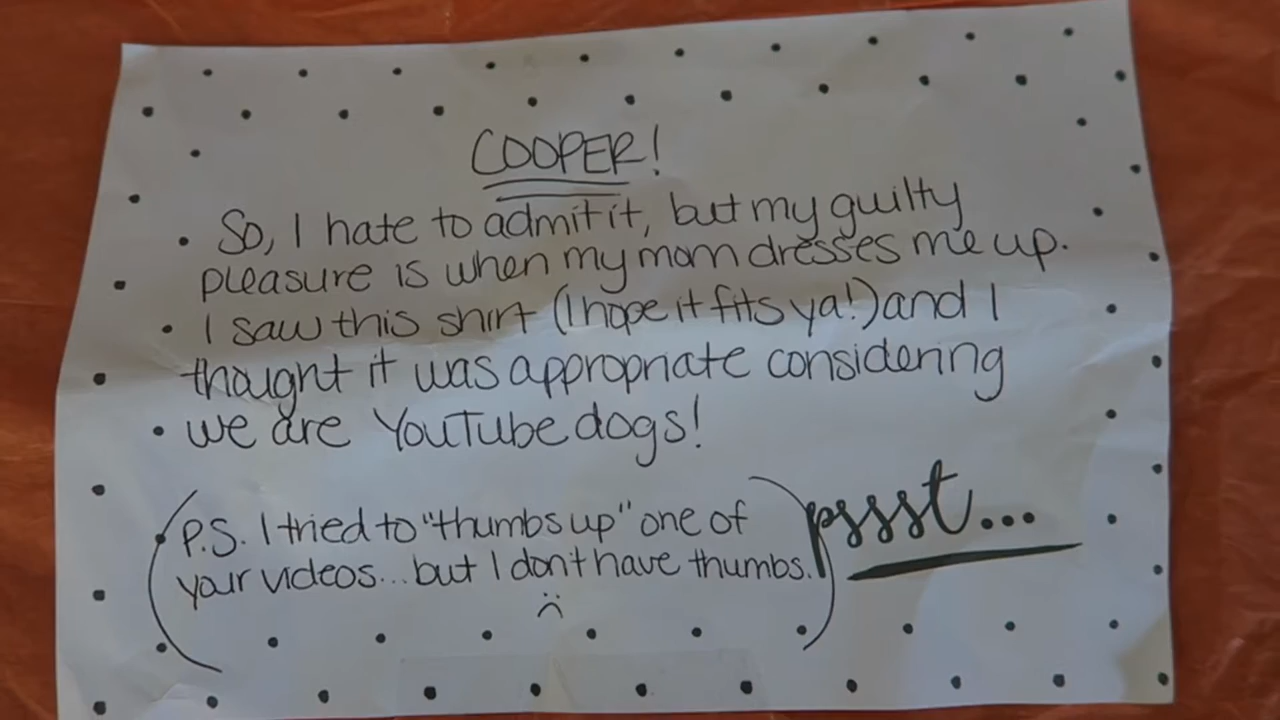 COOPER!
So, I hate to admit it, but my guilty
pleasure is when my mom dresses me up.
I saw this shirt (I hope it fits ya!) and I
thought it was appropriate considering
we are YouTube dogs!
(P.S. I tried to "thumbs up" one of
your videos... but I don't have thumbs.)
:(
pssst...